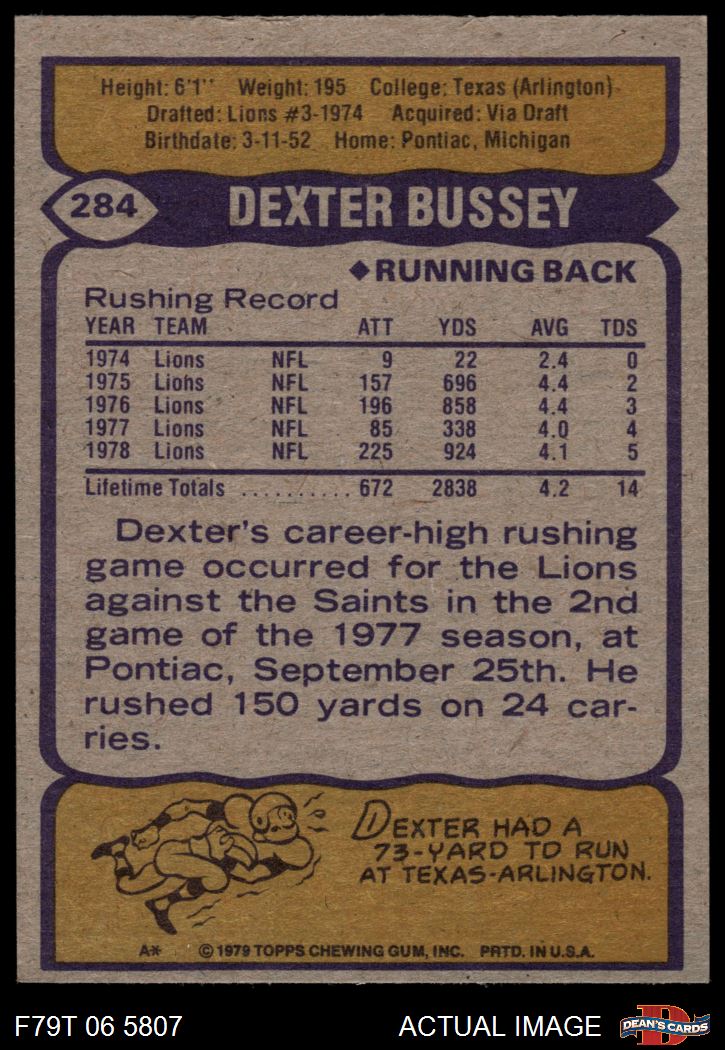 Height: 6'1" Weight: 195 College: Texas (Arlington)
Drafted: Lions #3-1974 Acquired: Via Draft
Birthdate: 3-11-52 Home: Pontiac, Michigan
284 DEXTER BUSSEY
◆RUNNING BACK
Rushing Record
YEAR TEAM ATT YDS AVG TDS
1974 Lions NFL 9 22 2.4 0
1975 Lions NFL 157 696 4.4 2
1976 Lions NFL 196 858 4.4 3
1977 Lions NFL 85 338 4.0 4
1978 Lions NFL 225 924 4.1 5
Lifetime Totals .......... 672 2838 4.2 14
Dexter's career-high rushing
game occurred for the Lions
against the Saints in the 2nd
game of the 1977 season, at
Pontiac, September 25th. He
rushed 150 yards on 24 car-
ries.
DEXTER HAD A
73-YARD TD RUN
AT TEXAS-ARLINGTON.
A* © 1979 TOPPS CHEWING GUM, INC. PRTD. IN U.S.A.
F79T 06 5807 ACTUAL IMAGE D DEAN'S CARDS